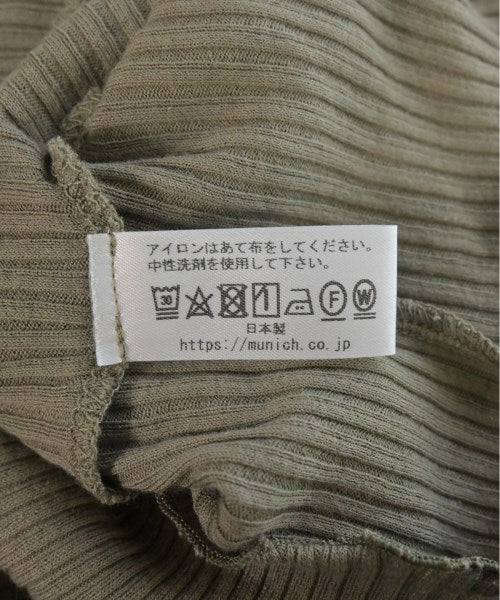 アイロンはあて布をしてください。
中性洗剤を使用して下さい。
30 F W
日本製
https://munich.co.jp